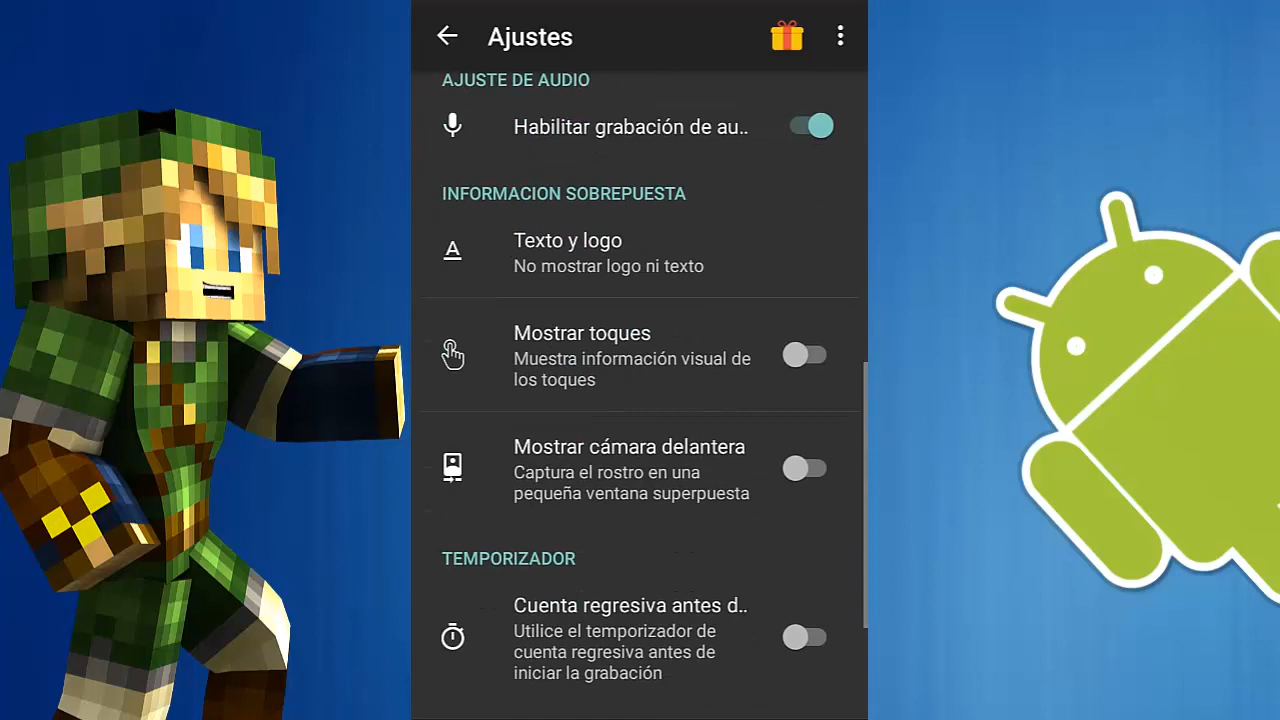 Ajustes
AJUSTE DE AUDIO
Habilitar grabación de au..
INFORMACION SOBREPUESTA
Texto y logo
No mostrar logo ni texto
Mostrar toques
Muestra información visual de
los toques
Mostrar cámara delantera
Captura el rostro en una
pequeña ventana superpuesta
TEMPORIZADOR
Cuenta regresiva antes d..
Utilice el temporizador de
cuenta regresiva antes de
iniciar la grabación